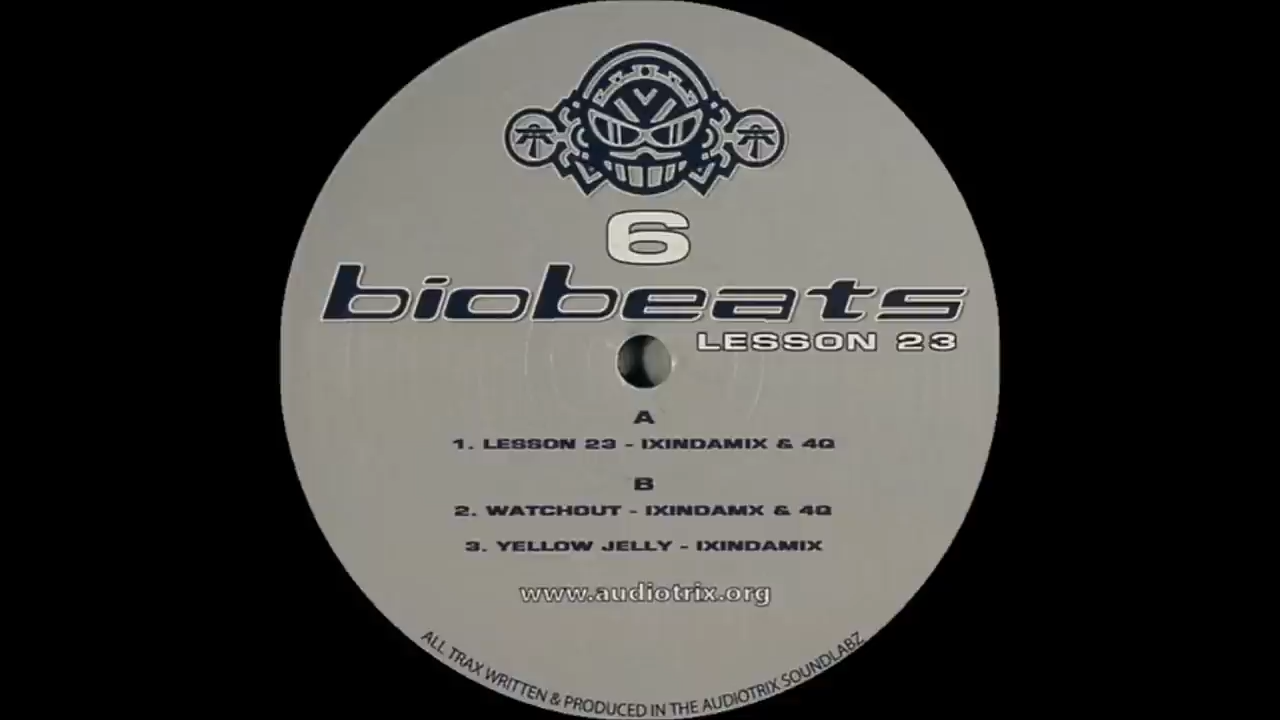 6
biobeats
LESSON 23
A
1. LESSON 23 - IXINDAMIX & 4Q
B
2. WATCHOUT - IXINDAMX & 4Q
3. YELLOW JELLY - IXINDAMIX
www.audiotrix.org
ALL TRAX WRITTEN & PRODUCED IN THE AUDIOTRIX SOUNDLABZ